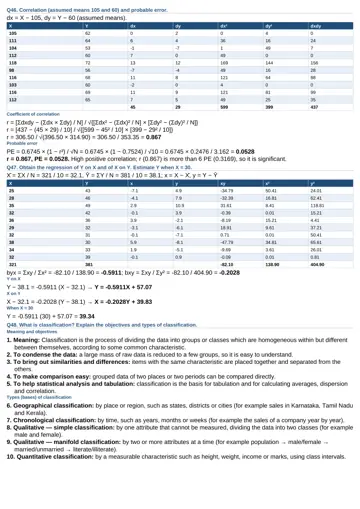 Q46. Correlation (assumed means 105 and 60) and probable error.
dx = X − 105, dy = Y − 60 (assumed means).
X Y dx dy dx² dy² dxdy
105 62 0 2 0 4 0
111 64 6 4 36 16 24
104 53 -1 -7 1 49 7
112 60 7 0 49 0 0
118 72 13 12 169 144 156
98 56 -7 -4 49 16 28
116 68 11 8 121 64 88
103 60 -2 0 4 0 0
116 69 11 9 121 81 99
112 65 7 5 49 25 35
45 29 599 399 437
Coefficient of correlation
r = [Σdxdy − (Σdx × Σdy) / N] / √{[Σdx² − (Σdx)² / N] × [Σdy² − (Σdy)² / N]}
r = [437 − (45 × 29) / 10] / √{[599 − 45² / 10] × [399 − 29² / 10]}
r = 306.50 / √(396.50 × 314.90) = 306.50 / 353.35 = 0.867
Probable error
PE = 0.6745 × (1 − r²) / √N = 0.6745 × (1 − 0.7524) / √10 = 0.6745 × 0.2476 / 3.162 = 0.0528
r = 0.867, PE = 0.0528. High positive correlation; r (0.867) is more than 6 PE (0.3169), so it is significant.
Q47. Obtain the regression of Y on X and X on Y. Estimate Y when X = 30.
X̄ = ΣX / N = 321 / 10 = 32.1, Ȳ = ΣY / N = 381 / 10 = 38.1; x = X − X̄, y = Y − Ȳ
X Y x y xy x² y²
25 43 -7.1 4.9 -34.79 50.41 24.01
28 46 -4.1 7.9 -32.39 16.81 62.41
35 49 2.9 10.9 31.61 8.41 118.81
32 42 -0.1 3.9 -0.39 0.01 15.21
36 36 3.9 -2.1 -8.19 15.21 4.41
29 32 -3.1 -6.1 18.91 9.61 37.21
32 31 -0.1 -7.1 0.71 0.01 50.41
38 30 5.9 -8.1 -47.79 34.81 65.61
34 33 1.9 -5.1 -9.69 3.61 26.01
32 39 -0.1 0.9 -0.09 0.01 0.81
321 381 -82.10 138.90 404.90
byx = Σxy / Σx² = -82.10 / 138.90 = -0.5911; bxy = Σxy / Σy² = -82.10 / 404.90 = -0.2028
Y on X
Y − 38.1 = -0.5911 (X − 32.1) → Y = -0.5911X + 57.07
X on Y
X − 32.1 = -0.2028 (Y − 38.1) → X = -0.2028Y + 39.83
When X = 30
Y = -0.5911 (30) + 57.07 = 39.34
Q48. What is classification? Explain the objectives and types of classification.
Meaning and objectives
1. Meaning: Classification is the process of dividing the data into groups or classes which are homogeneous within but different between themselves, according to some common characteristic.
2. To condense the data: a large mass of raw data is reduced to a few groups, so it is easy to understand.
3. To bring out similarities and differences: items with the same characteristic are placed together and separated from the others.
4. To make comparison easy: grouped data of two places or two periods can be compared directly.
5. To help statistical analysis and tabulation: classification is the basis for tabulation and for calculating averages, dispersion and correlation.
Types (bases) of classification
6. Geographical classification: by place or region, such as states, districts or cities (for example sales in Karnataka, Tamil Nadu and Kerala).
7. Chronological classification: by time, such as years, months or weeks (for example the sales of a company year by year).
8. Qualitative — simple classification: by one attribute that cannot be measured, dividing the data into two classes (for example male and female).
9. Qualitative — manifold classification: by two or more attributes at a time (for example population → male/female → married/unmarried → literate/illiterate).
10. Quantitative classification: by a measurable characteristic such as height, weight, income or marks, using class intervals.